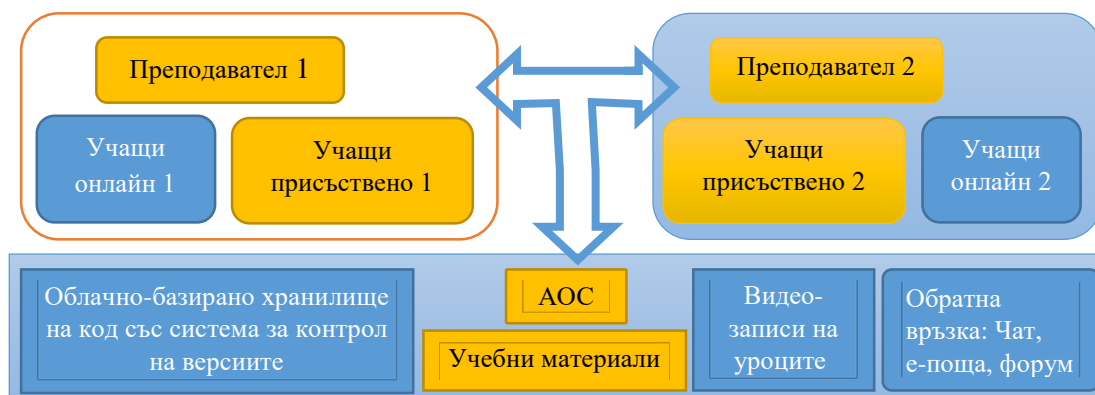 Преподавател 1
Учащи
онлайн 1
Учащи
присъствено 1
Преподавател 2
Учащи
присъствено 2
Учащи
онлайн 2
Облачно-базирано хранилище
на код със система за контрол
на версиите
АОС
Учебни материали
Видео-
записи на
уроците
Обратна
връзка: Чат,
е-поща, форум